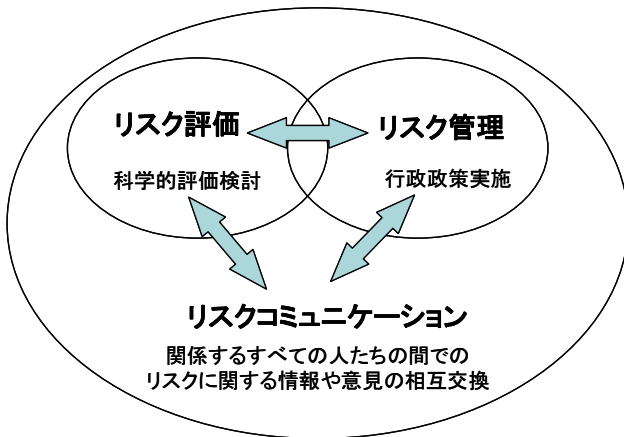 リスク評価
科学的評価検討
リスク管理
行政政策実施
リスクコミュニケーション
関係するすべての人たちの間での
リスクに関する情報や意見の相互交換